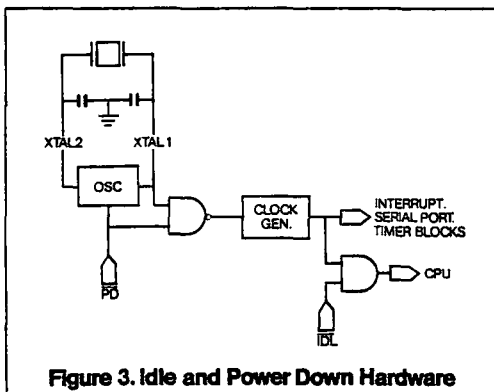 XTAL2
XTAL 1
OSC
CLOCK
GEN.
INTERRUPT.
SERIAL PORT.
TIMER BLOCKS
CPU
PD
IDL
Figure 3. Idle and Power Down Hardware